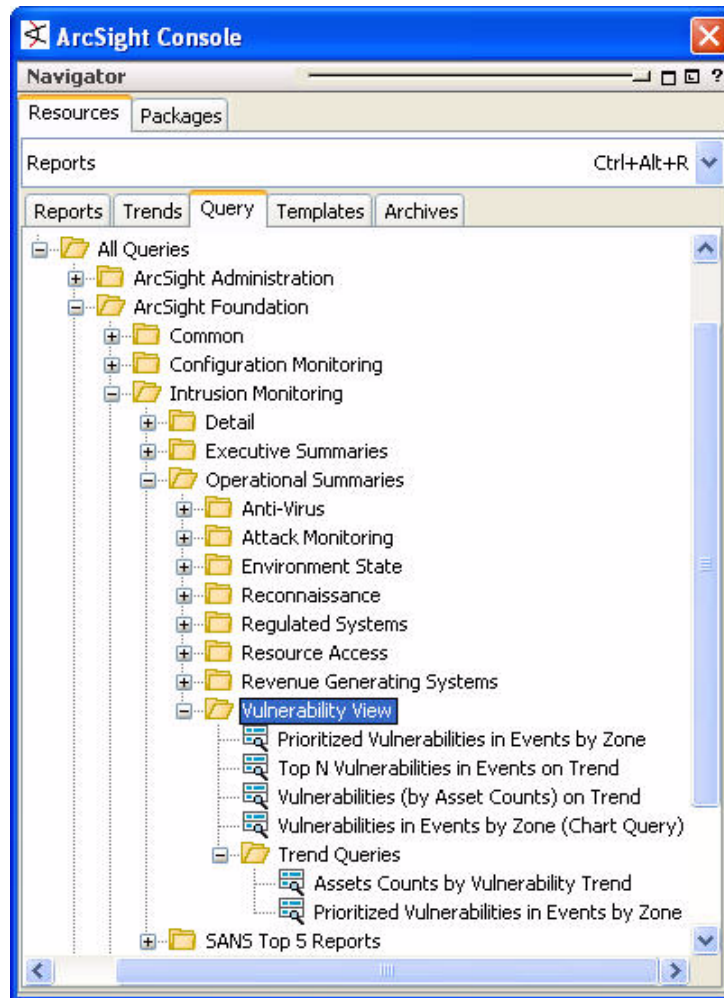 ArcSight Console
Navigator ?
Resources Packages
Reports Ctrl+Alt+R
Reports Trends Query Templates Archives
All Queries
ArcSight Administration
ArcSight Foundation
Common
Configuration Monitoring
Intrusion Monitoring
Detail
Executive Summaries
Operational Summaries
Anti-Virus
Attack Monitoring
Environment State
Reconnaissance
Regulated Systems
Resource Access
Revenue Generating Systems
Vulnerability View
Prioritized Vulnerabilities in Events by Zone
Top N Vulnerabilities in Events on Trend
Vulnerabilities (by Asset Counts) on Trend
Vulnerabilities in Events by Zone (Chart Query)
Trend Queries
Assets Counts by Vulnerability Trend
Prioritized Vulnerabilities in Events by Zone
SANS Top 5 Reports